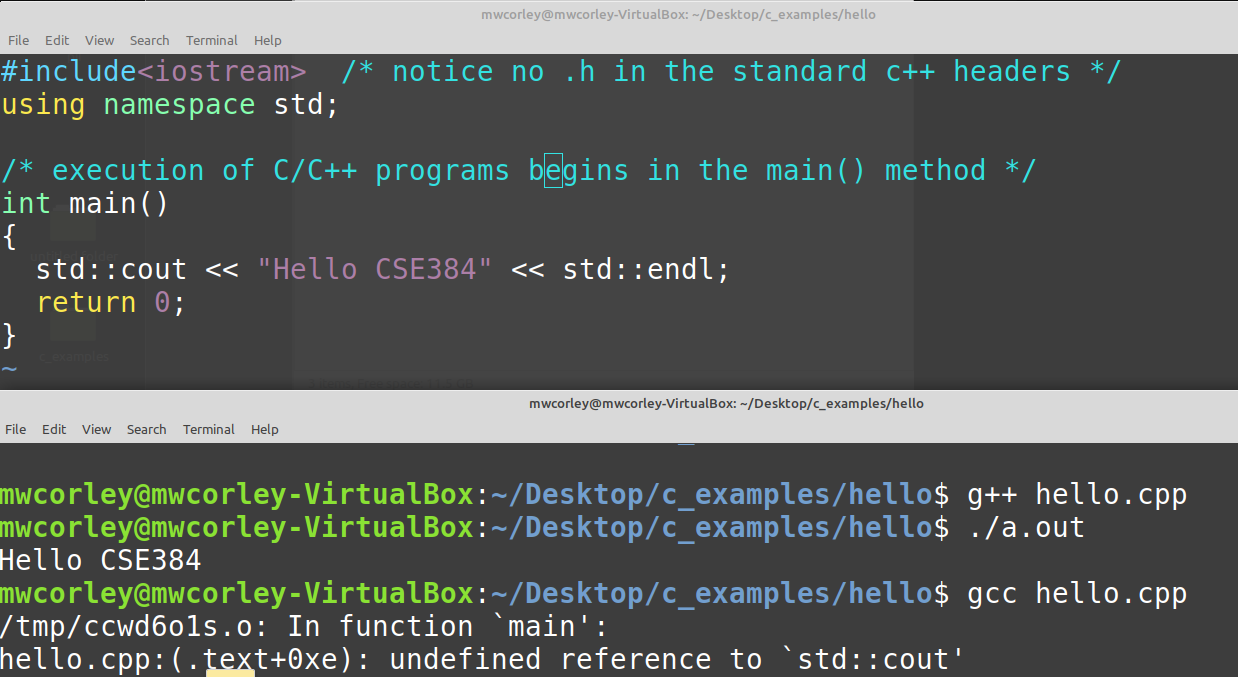 mwcorley@mwcorley-VirtualBox: ~/Desktop/c_examples/hello
File Edit View Search Terminal Help
#include<iostream>  /* notice no .h in the standard c++ headers */
using namespace std;
/* execution of C/C++ programs begins in the main() method */
int main()
{
  std::cout << "Hello CSE384" << std::endl;
  return 0;
}
c_examples
~
mwcorley@mwcorley-VirtualBox: ~/Desktop/c_examples/hello
File Edit View Search Terminal Help
mwcorley@mwcorley-VirtualBox:~/Desktop/c_examples/hello$ g++ hello.cpp
mwcorley@mwcorley-VirtualBox:~/Desktop/c_examples/hello$ ./a.out
Hello CSE384
mwcorley@mwcorley-VirtualBox:~/Desktop/c_examples/hello$ gcc hello.cpp
/tmp/ccwd6o1s.o: In function `main':
hello.cpp:(.text+0xe): undefined reference to `std::cout'